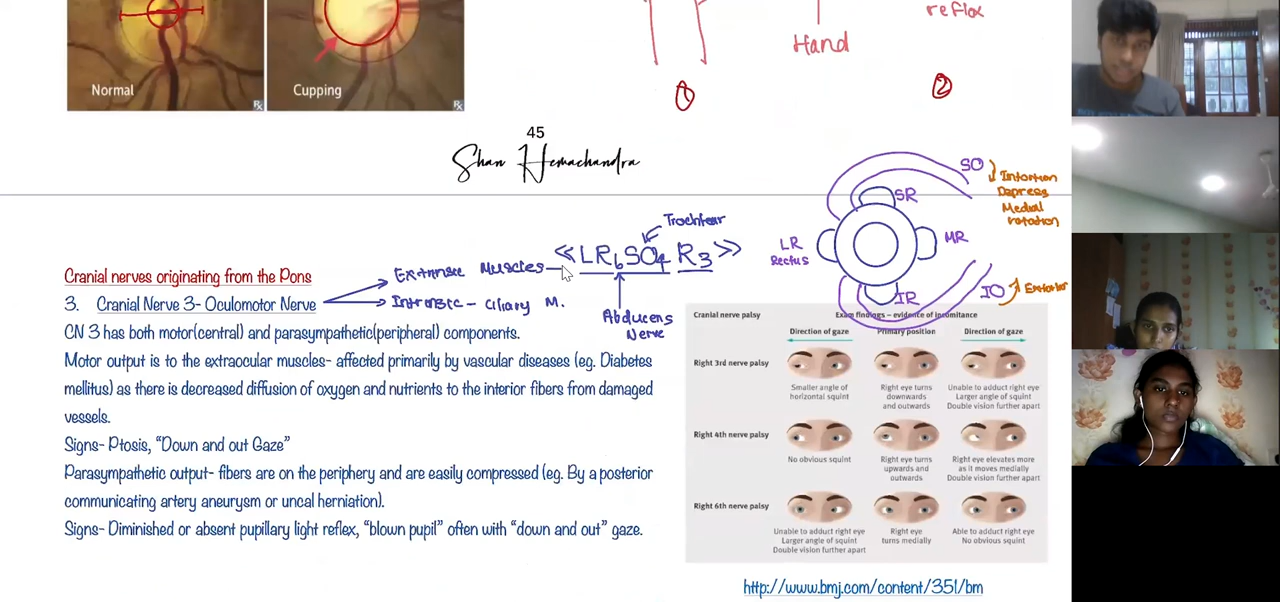 reflex
Hand
Normal
Cupping
Rx
Rx
1
2
45
Shan Hemachandra
SO
Intortion
Depress
Medial
rotation
SR
Trochlear
<< LR6SO4 R3 >>
LR
Rectus
MR
Cranial nerves originating from the Pons
Extrinsic Muscles
3. Cranial Nerve 3- Oculomotor Nerve
Intrinsic - Ciliary M.
IR
IO
Abducens
Nerve
CN 3 has both motor(central) and parasympathetic(peripheral) components.
Motor output is to the extraocular muscles- affected primarily by vascular diseases (eg. Diabetes
mellitus) as there is decreased diffusion of oxygen and nutrients to the interior fibers from damaged
vessels.
Signs- Ptosis, “Down and out Gaze”
Parasympathetic output- fibers are on the periphery and are easily compressed (eg. By a posterior
communicating artery aneurysm or uncal herniation).
Signs- Diminished or absent pupillary light reflex, “blown pupil” often with “down and out” gaze.
Cranial nerve palsy
Exam findings – evidence of incomitance
Direction of gaze
Primary position
Direction of gaze
Right 3rd nerve palsy
Smaller angle of
horizontal squint
Right eye turns
downwards
and outwards
Unable to adduct right eye
Larger angle of squint
Double vision further apart
Right 4th nerve palsy
No obvious squint
Right eye turns
upwards and
outwards
Right eye elevates more
as it moves medially
Double vision further apart
Right 6th nerve palsy
Unable to adduct right eye
Larger angle of squint
Double vision further apart
Right eye
turns medially
Able to adduct right eye
No obvious squint
http://www.bmj.com/content/351/bm